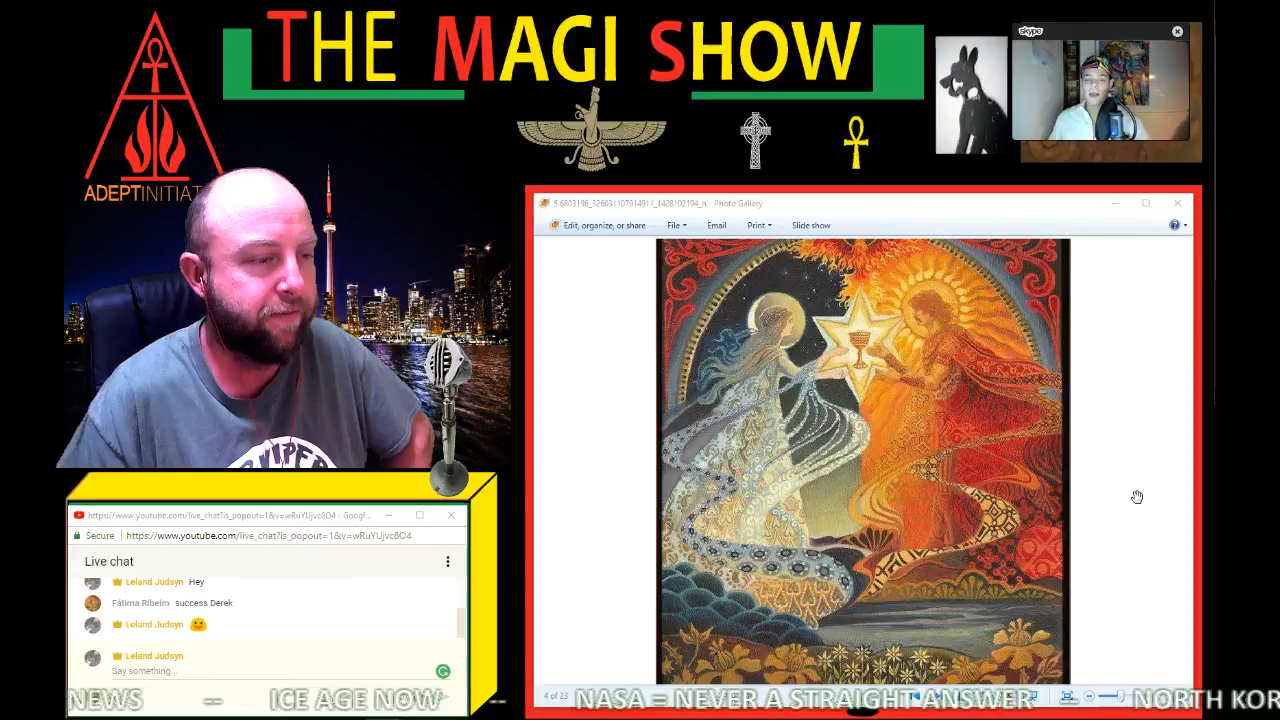 THE MAGI SHOW
skype
ADEPTINITIAT
Photo Gallery
Edit, organize, or share File Email Print Slide show
VIPER
https://www.youtube.com/live_chat?is_popout=1&v=wRuYUjvc8O4 - Googl...
Secure https://www.youtube.com/live_chat?is_popout=1&v=wRuYUjvc8O4
Live chat
Leland Judsyn Hey
Fátima Ribeiro success Derek
Leland Judsyn
Leland Judsyn
Say something...
4 of 23
NEWS -- ICE AGE NOW -- NASA = NEVER A STRAIGHT ANSWER -- NORTH KOR